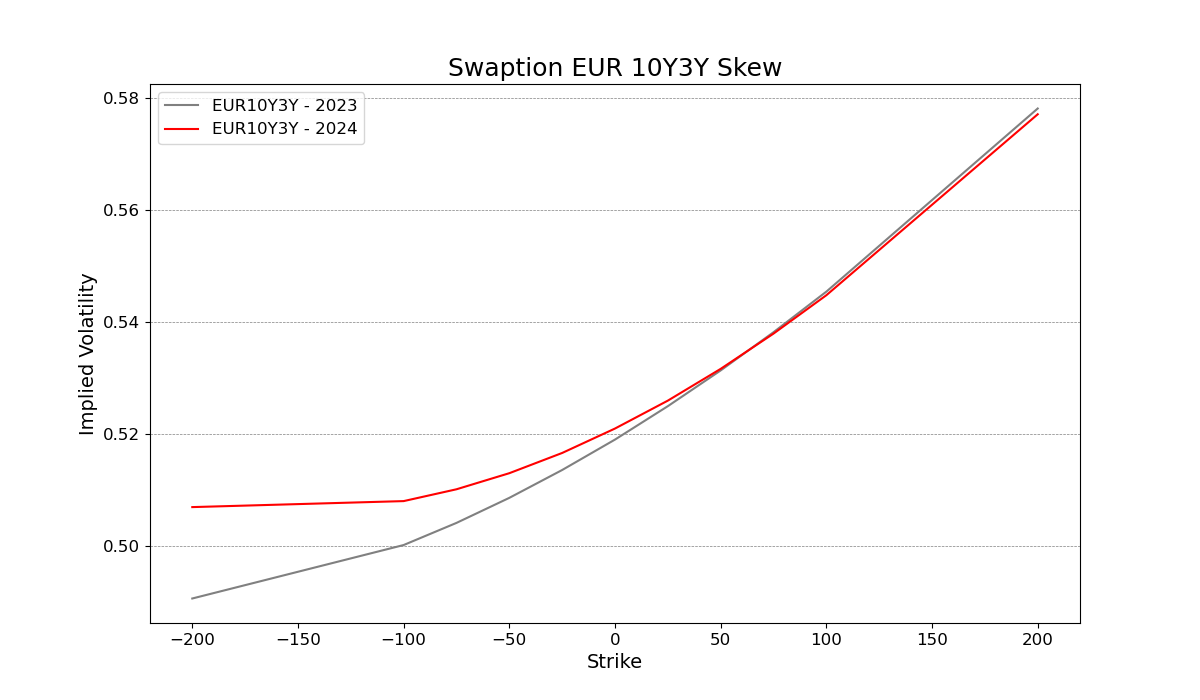 Swaption EUR 10Y3Y Skew
EUR10Y3Y - 2023
EUR10Y3Y - 2024
Implied Volatility
0.58
0.56
0.54
0.52
0.50
−200
−150
−100
−50
0
50
100
150
200
Strike